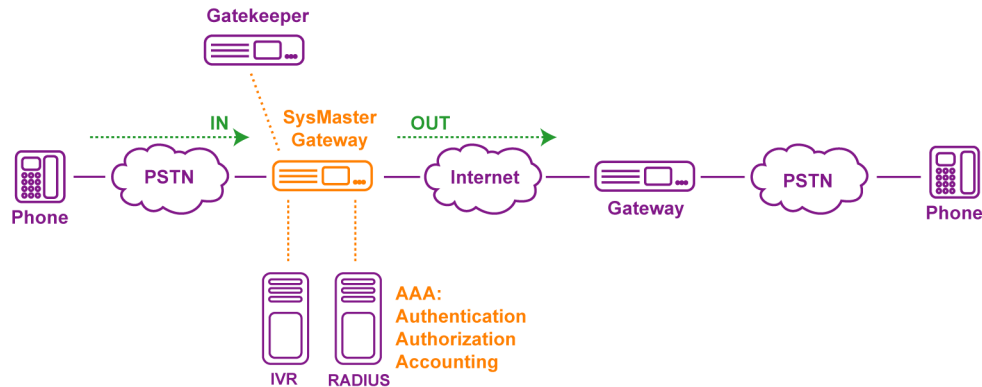 Gatekeeper
IN
SysMaster
Gateway
OUT
Phone
PSTN
Internet
Gateway
PSTN
Phone
IVR
RADIUS
AAA:
Authentication
Authorization
Accounting